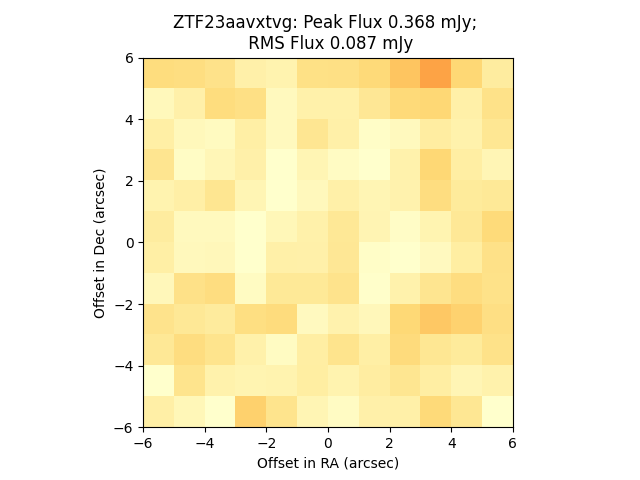 ZTF23aavxtvg: Peak Flux 0.368 mJy;
RMS Flux 0.087 mJy
6
4
2
0
−2
−4
−6
Offset in Dec (arcsec)
−6 −4 −2 0 2 4 6
Offset in RA (arcsec)